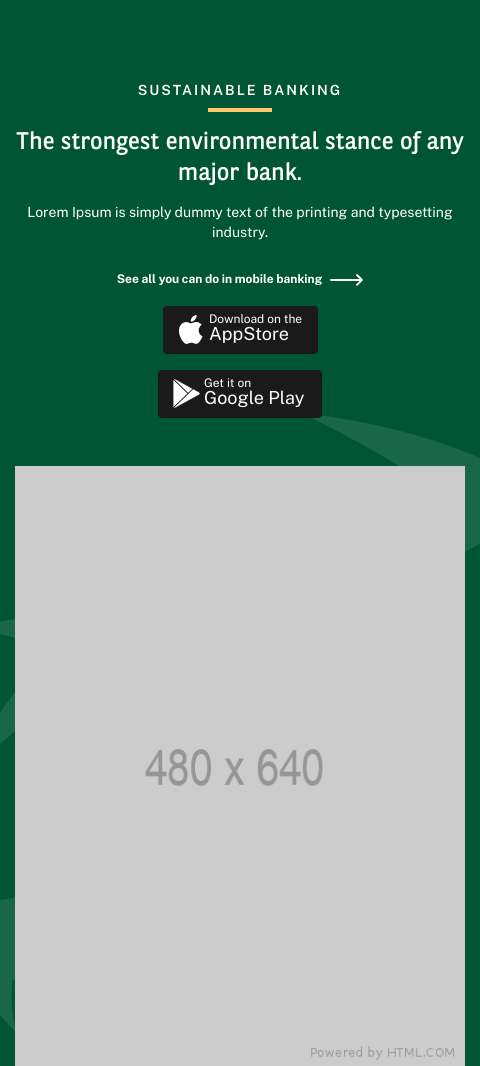 SUSTAINABLE BANKING
The strongest environmental stance of any
major bank.
Lorem Ipsum is simply dummy text of the printing and typesetting
industry.
See all you can do in mobile banking
Download on the
AppStore
Get it on
Google Play
480 x 640
Powered by HTML.COM